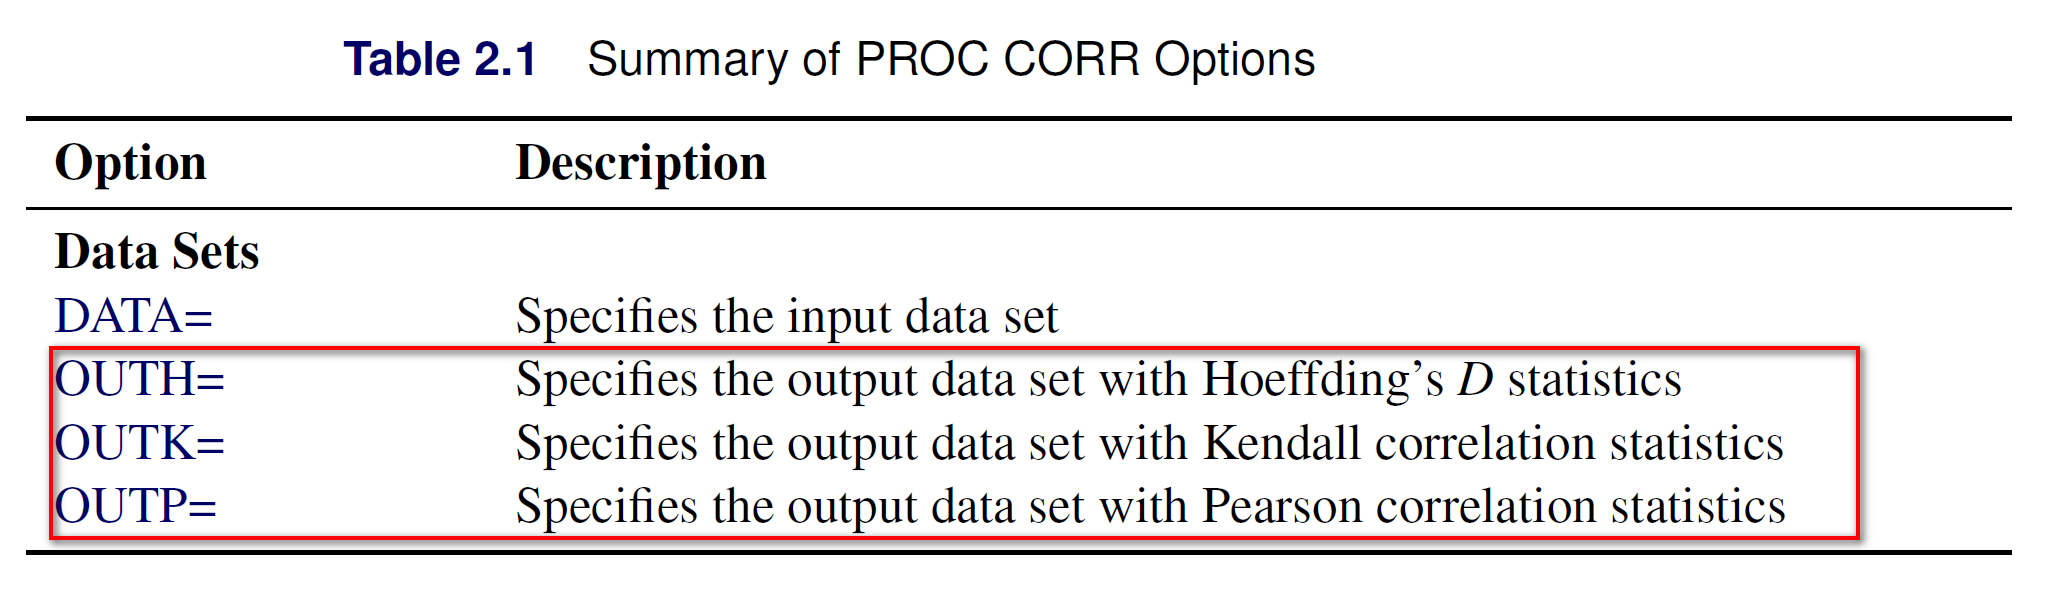 Table 2.1 Summary of PROC CORR Options
Option Description
Data Sets
DATA= Specifies the input data set
OUTH= Specifies the output data set with Hoeffding’s D statistics
OUTK= Specifies the output data set with Kendall correlation statistics
OUTP= Specifies the output data set with Pearson correlation statistics